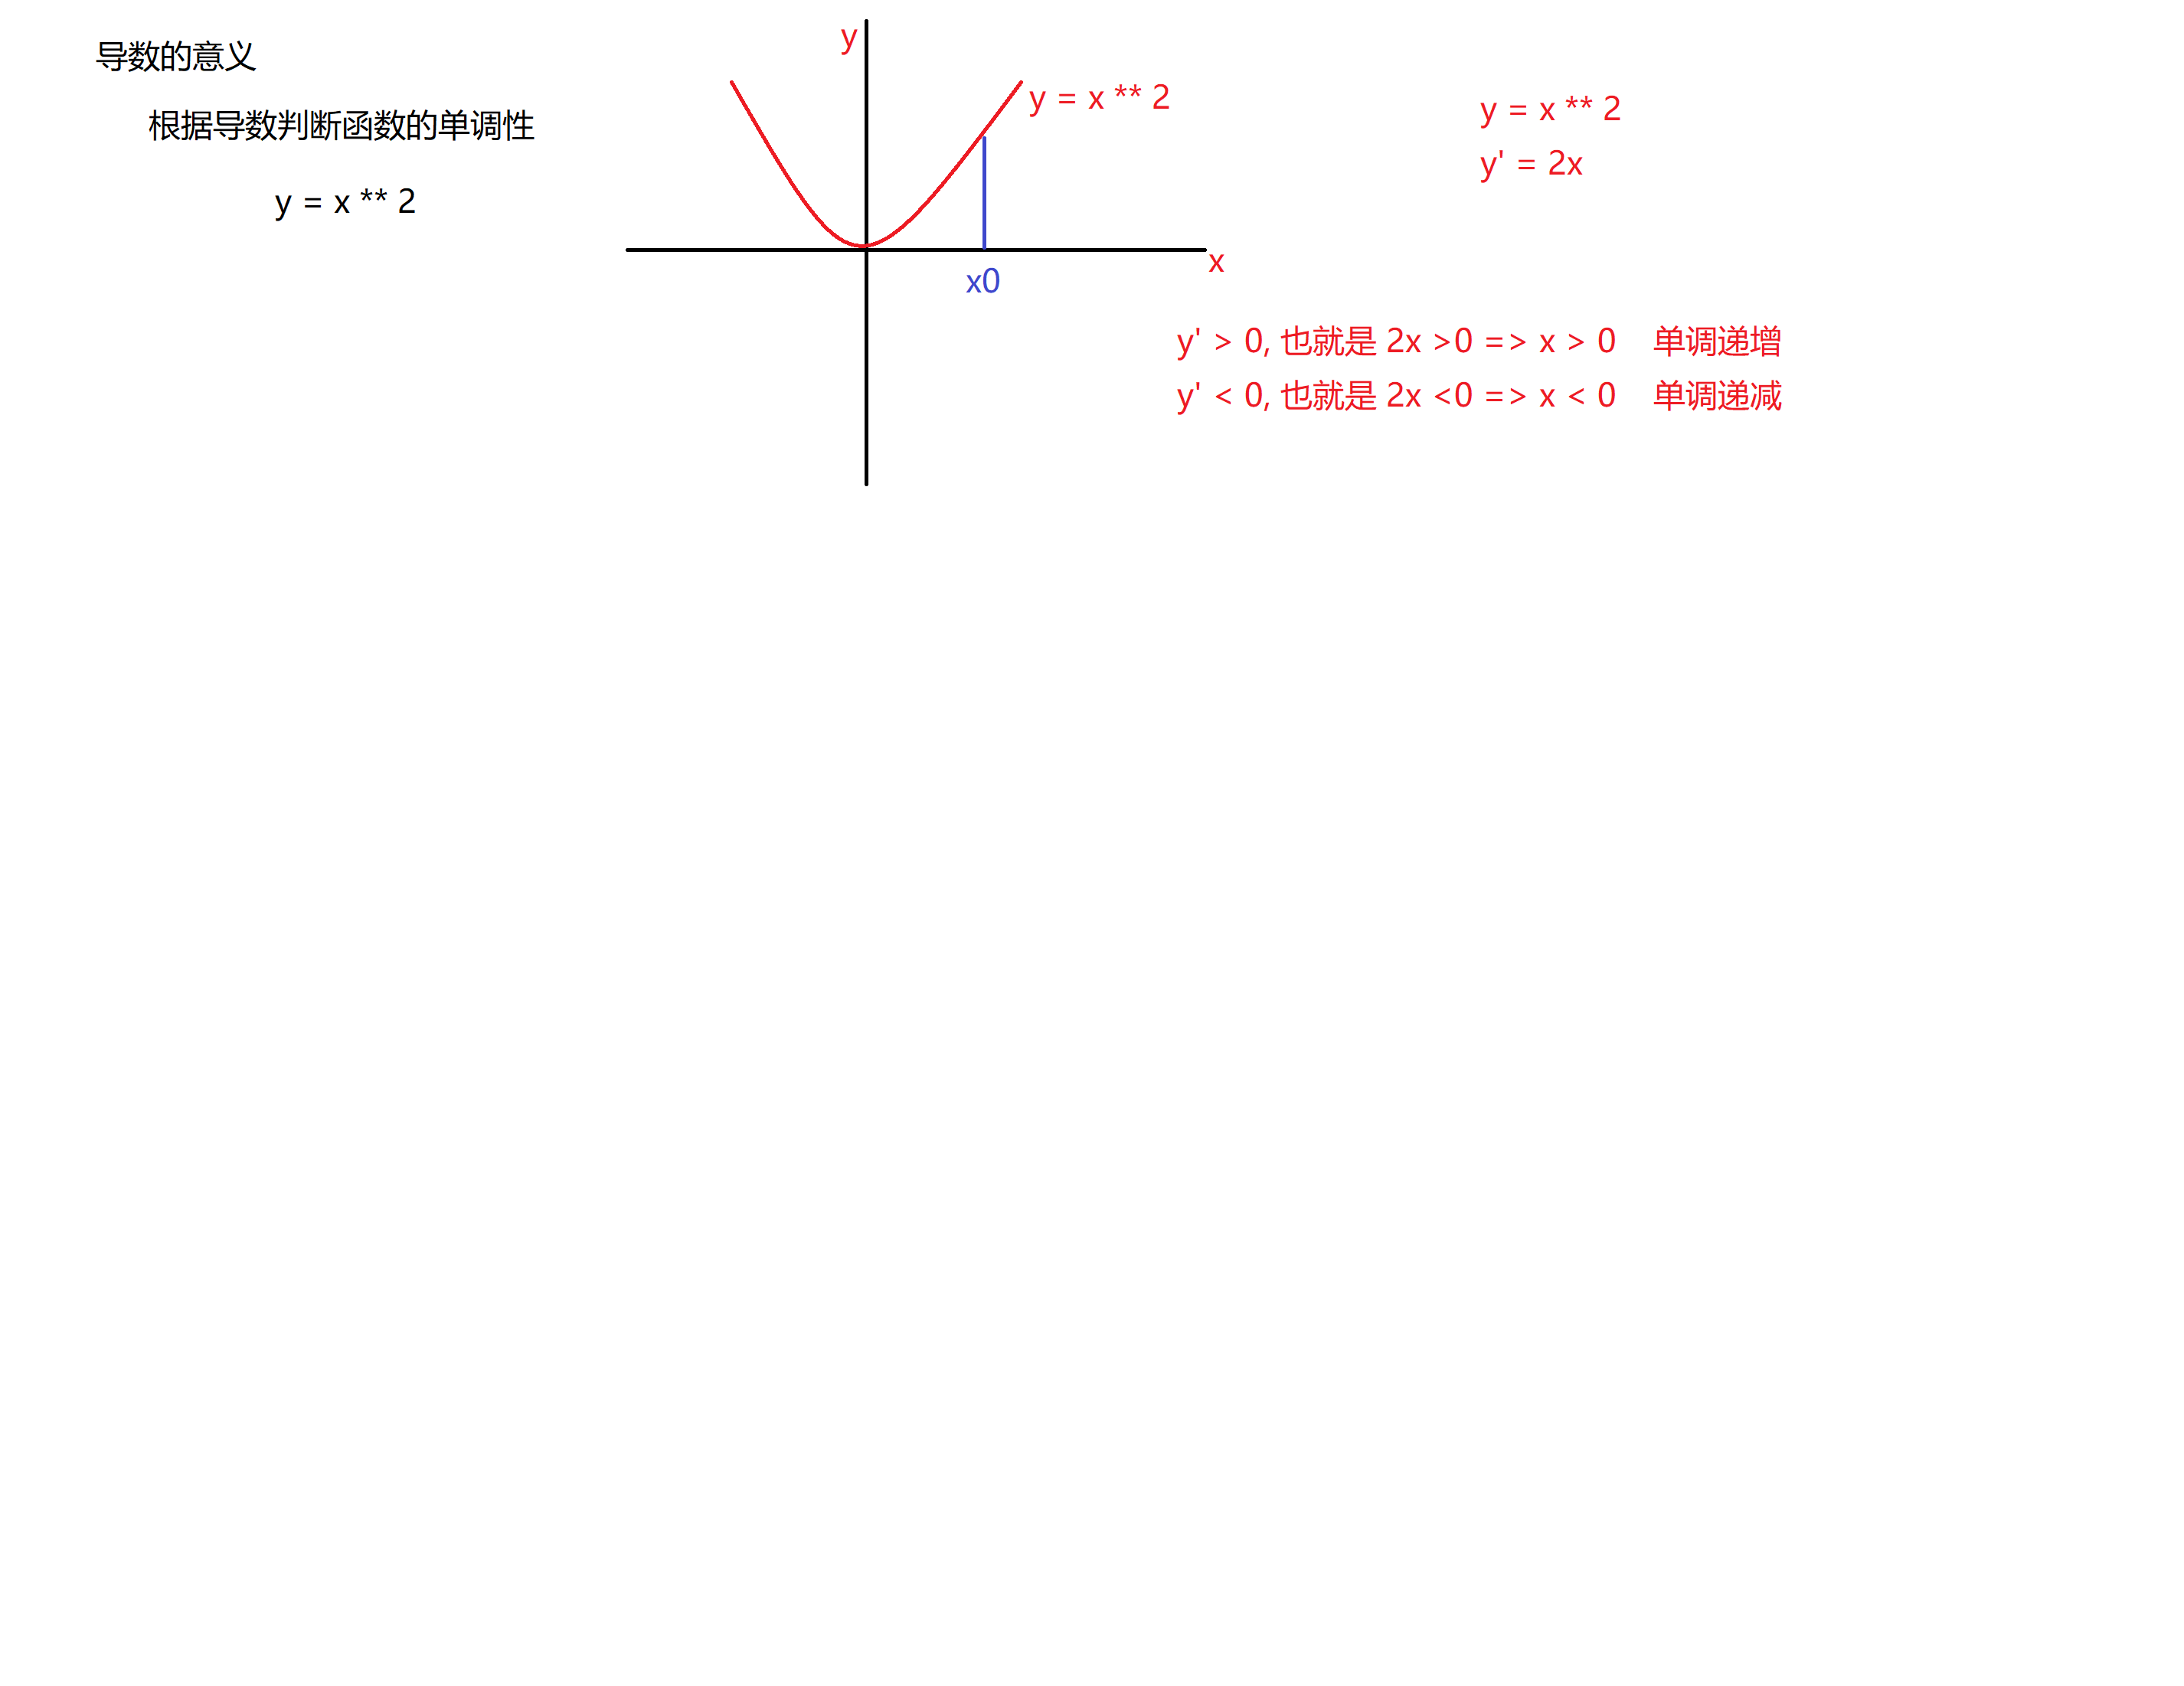 导数的意义
根据导数判断函数的单调性
y = x ** 2
y
y = x ** 2
x
x0
y = x ** 2
y' = 2x
y' > 0, 也就是 2x >0 => x > 0 单调递增
y' < 0, 也就是 2x <0 => x < 0 单调递减